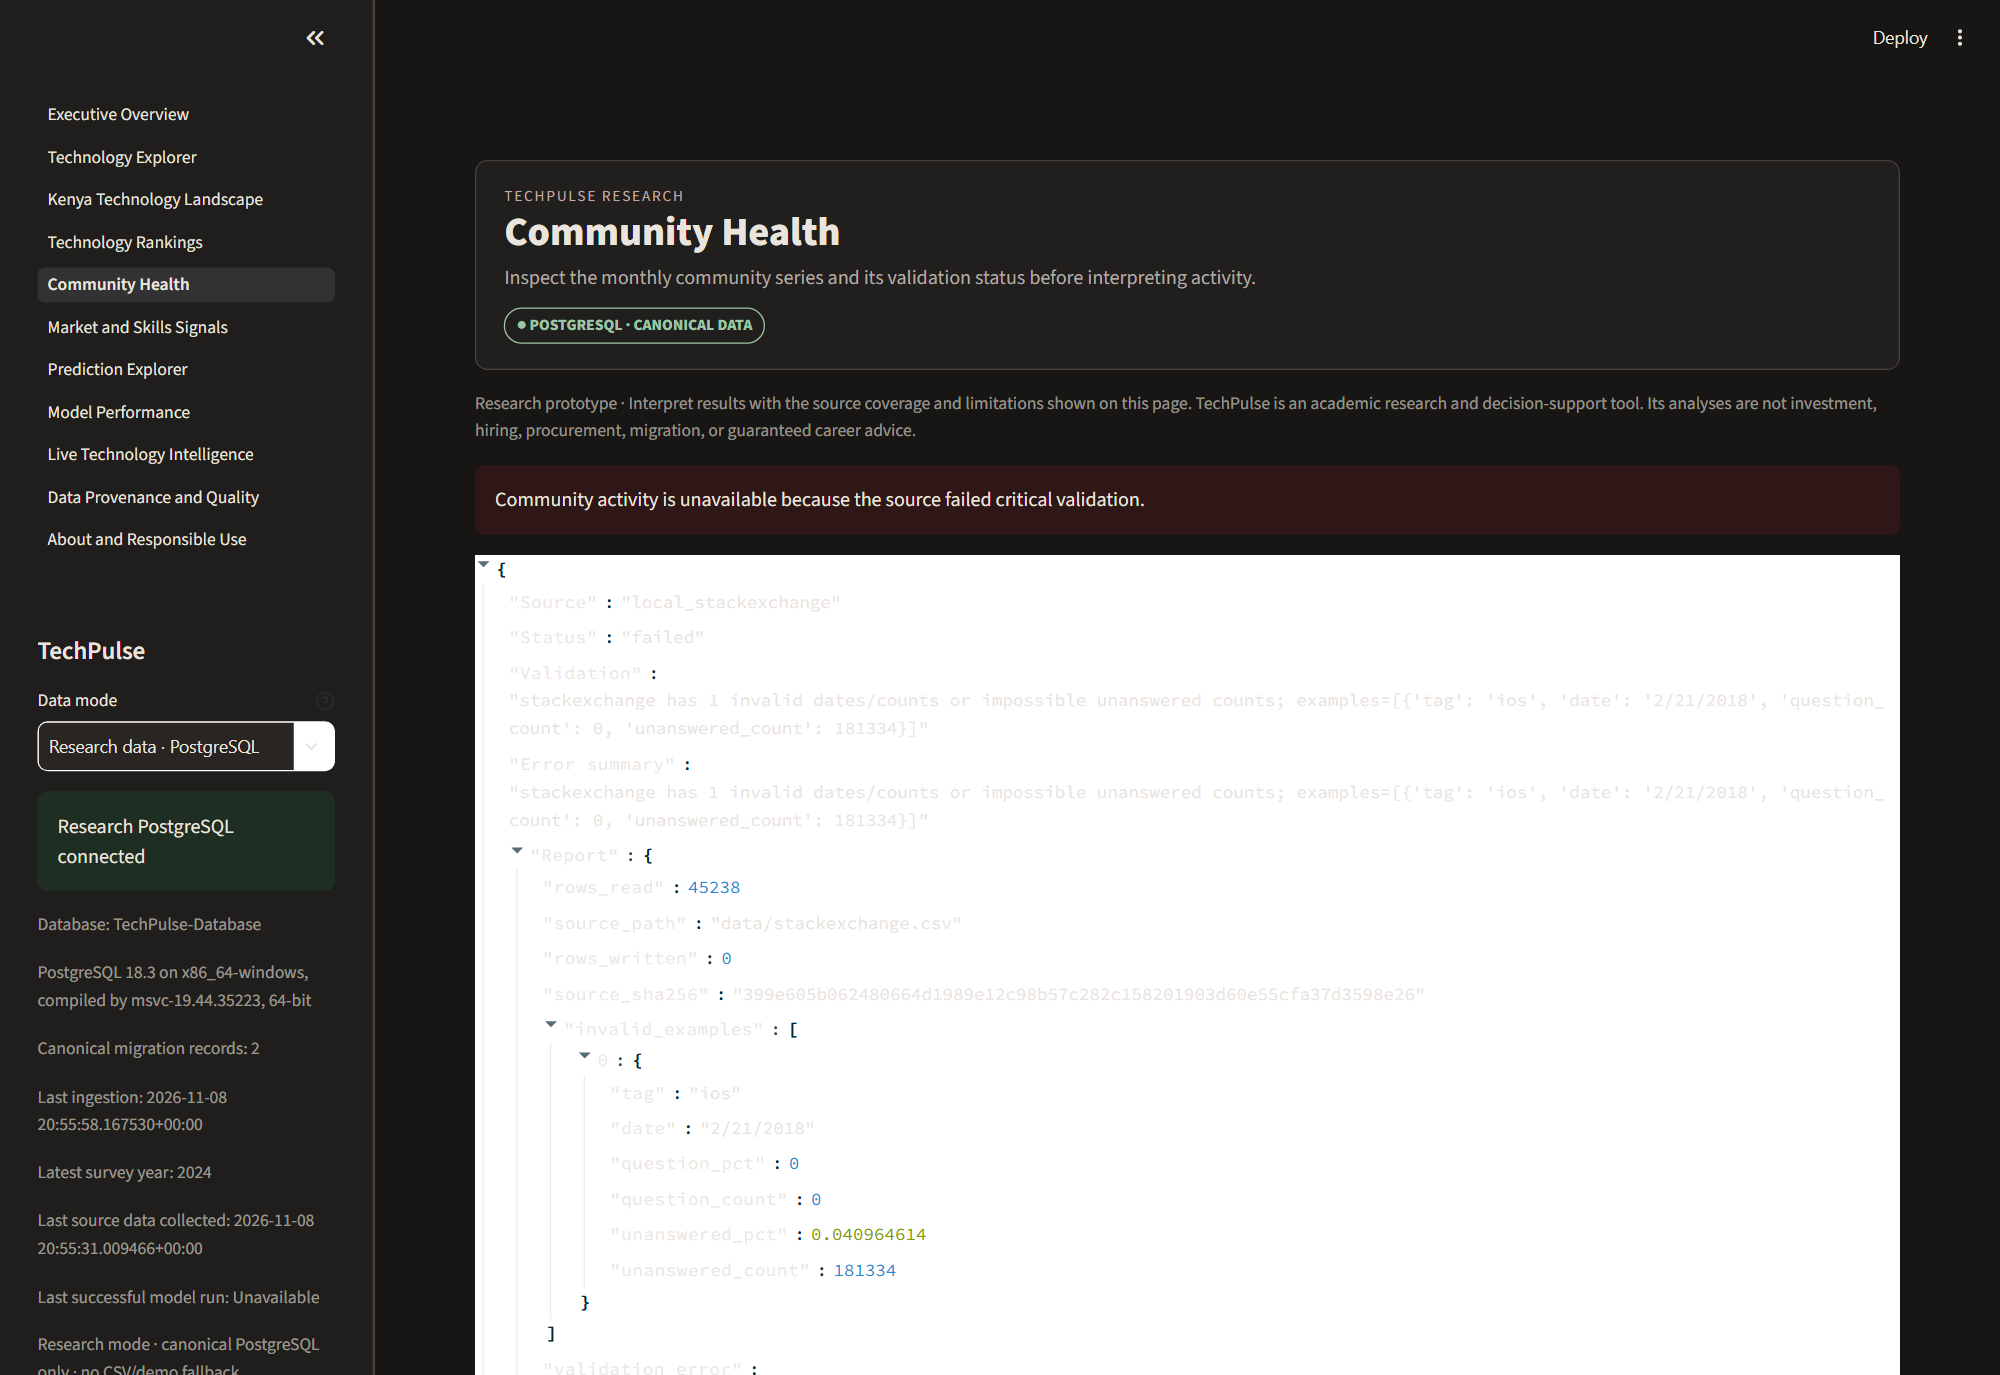 Deploy
Executive Overview
Technology Explorer
Kenya Technology Landscape
Technology Rankings
Community Health
Market and Skills Signals
Prediction Explorer
Model Performance
Live Technology Intelligence
Data Provenance and Quality
About and Responsible Use
TechPulse
Data mode
Research data · PostgreSQL
Research PostgreSQL
connected
Database: TechPulse-Database
PostgreSQL 18.3 on x86_64-windows,
compiled by msvc-19.44.35223, 64-bit
Canonical migration records: 2
Last ingestion: 2026-11-08
20:55:58.167530+00:00
Latest survey year: 2024
Last source data collected: 2026-11-08
20:55:31.009466+00:00
Last successful model run: Unavailable
Research mode · canonical PostgreSQL
only · no CSV/demo fallback
TECHPULSE RESEARCH
Community Health
Inspect the monthly community series and its validation status before interpreting activity.
POSTGRESQL · CANONICAL DATA
Research prototype · Interpret results with the source coverage and limitations shown on this page. TechPulse is an academic research and decision-support tool. Its analyses are not investment,
hiring, procurement, migration, or guaranteed career advice.
Community activity is unavailable because the source failed critical validation.
{
"Source" : "local_stackexchange"
"Status" : "failed"
"Validation" :
"stackexchange has 1 invalid dates/counts or impossible unanswered counts; examples=[{'tag': 'ios', 'date': '2/21/2018', 'question_
count': 0, 'unanswered_count': 181334}]"
"Error summary" :
"stackexchange has 1 invalid dates/counts or impossible unanswered counts; examples=[{'tag': 'ios', 'date': '2/21/2018', 'question_
count': 0, 'unanswered_count': 181334}]"
"Report" : {
"rows_read" : 45238
"source_path" : "data/stackexchange.csv"
"rows_written" : 0
"source_sha256" : "399e605b062480664d1989e12c98b57c282c158201903d60e55cfa37d3598e26"
"invalid_examples" : [
0 : {
"tag" : "ios"
"date" : "2/21/2018"
"question_pct" : 0
"question_count" : 0
"unanswered_pct" : 0.040964614
"unanswered_count" : 181334
}
]
"validation_error" :